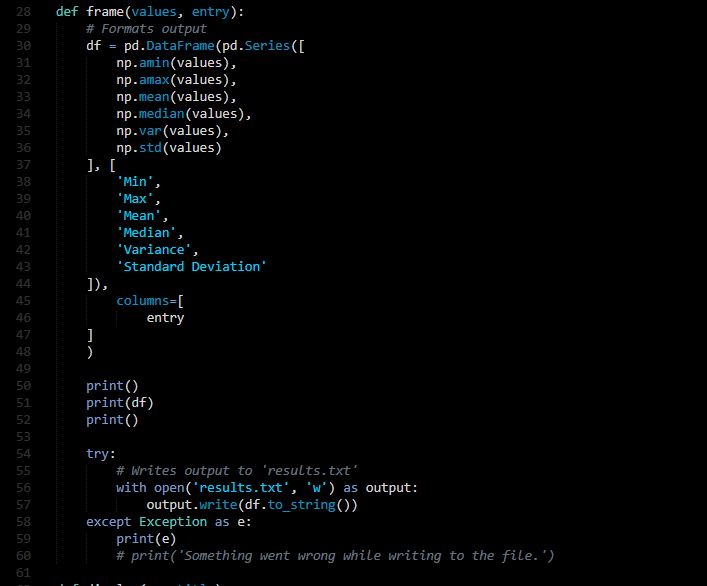 28 def frame(values, entry):
29     # Formats output
30     df = pd.DataFrame(pd.Series([
31         np.amin(values),
32         np.amax(values),
33         np.mean(values),
34         np.median(values),
35         np.var(values),
36         np.std(values)
37     ], [
38         'Min',
39         'Max',
40         'Mean',
41         'Median',
42         'Variance',
43         'Standard Deviation'
44     ]),
45         columns=[
46             entry
47     ]
48     )
49
50     print()
51     print(df)
52     print()
53
54     try:
55         # Writes output to 'results.txt'
56         with open('results.txt', 'w') as output:
57             output.write(df.to_string())
58     except Exception as e:
59         print(e)
60         # print('Something went wrong while writing to the file.')
61